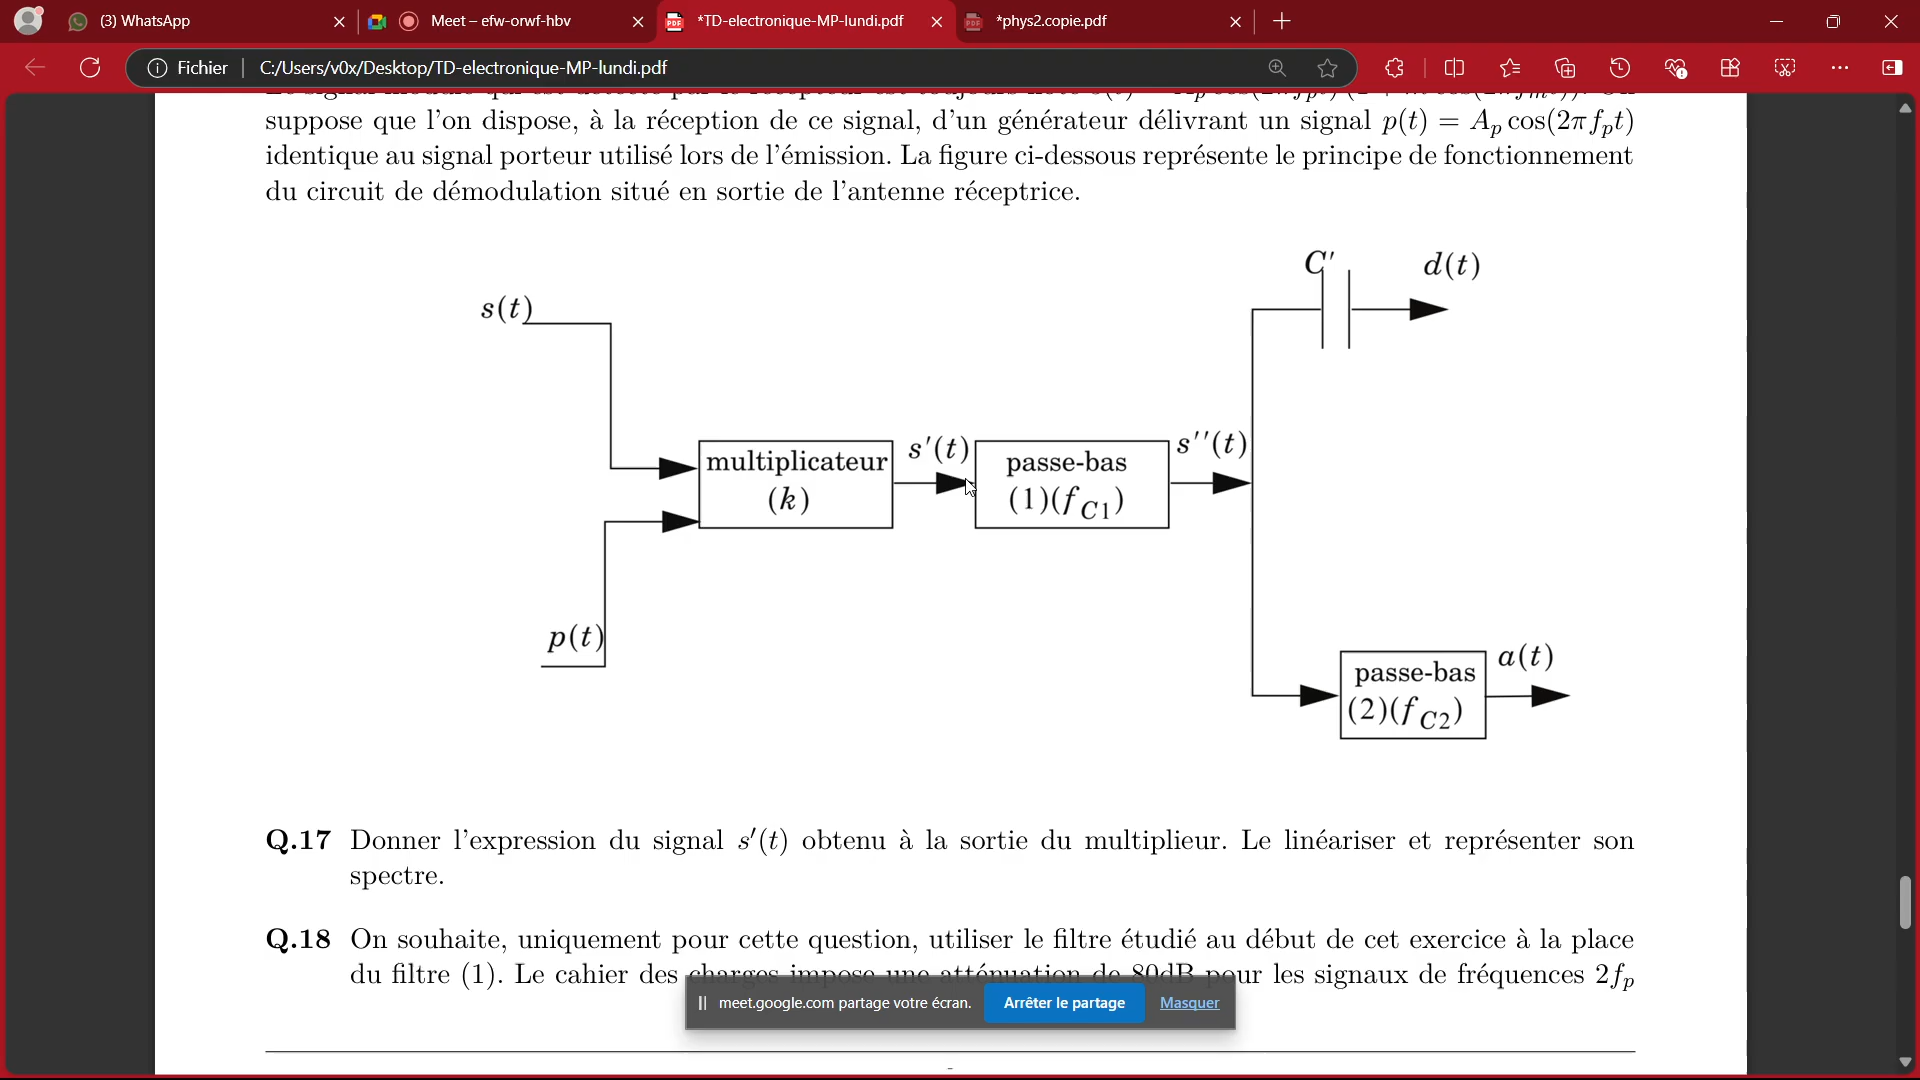 (3) WhatsApp
Meet – efw-orwf-hbv
*TD-electronique-MP-lundi.pdf
*phys2.copie.pdf
Fichier
C:/Users/v0x/Desktop/TD-electronique-MP-lundi.pdf
suppose que l'on dispose, à la réception de ce signal, d'un générateur délivrant un signal p(t) = A_p cos(2πf_pt)
identique au signal porteur utilisé lors de l'émission. La figure ci-dessous représente le principe de fonctionnement
du circuit de démodulation situé en sortie de l'antenne réceptrice.
C′
d(t)
s(t)
multiplicateur
(k)
s′(t)
passe-bas
(1)(f_C1)
s′′(t)
p(t)
passe-bas
(2)(f_C2)
a(t)
Q.17 Donner l'expression du signal s′(t) obtenu à la sortie du multiplieur. Le linéariser et représenter son
spectre.
Q.18 On souhaite, uniquement pour cette question, utiliser le filtre étudié au début de cet exercice à la place
du filtre (1). Le cahier des charges impose une atténuation de 80dB pour les signaux de fréquences 2f_p
meet.google.com partage votre écran.
Arrêter le partage
Masquer